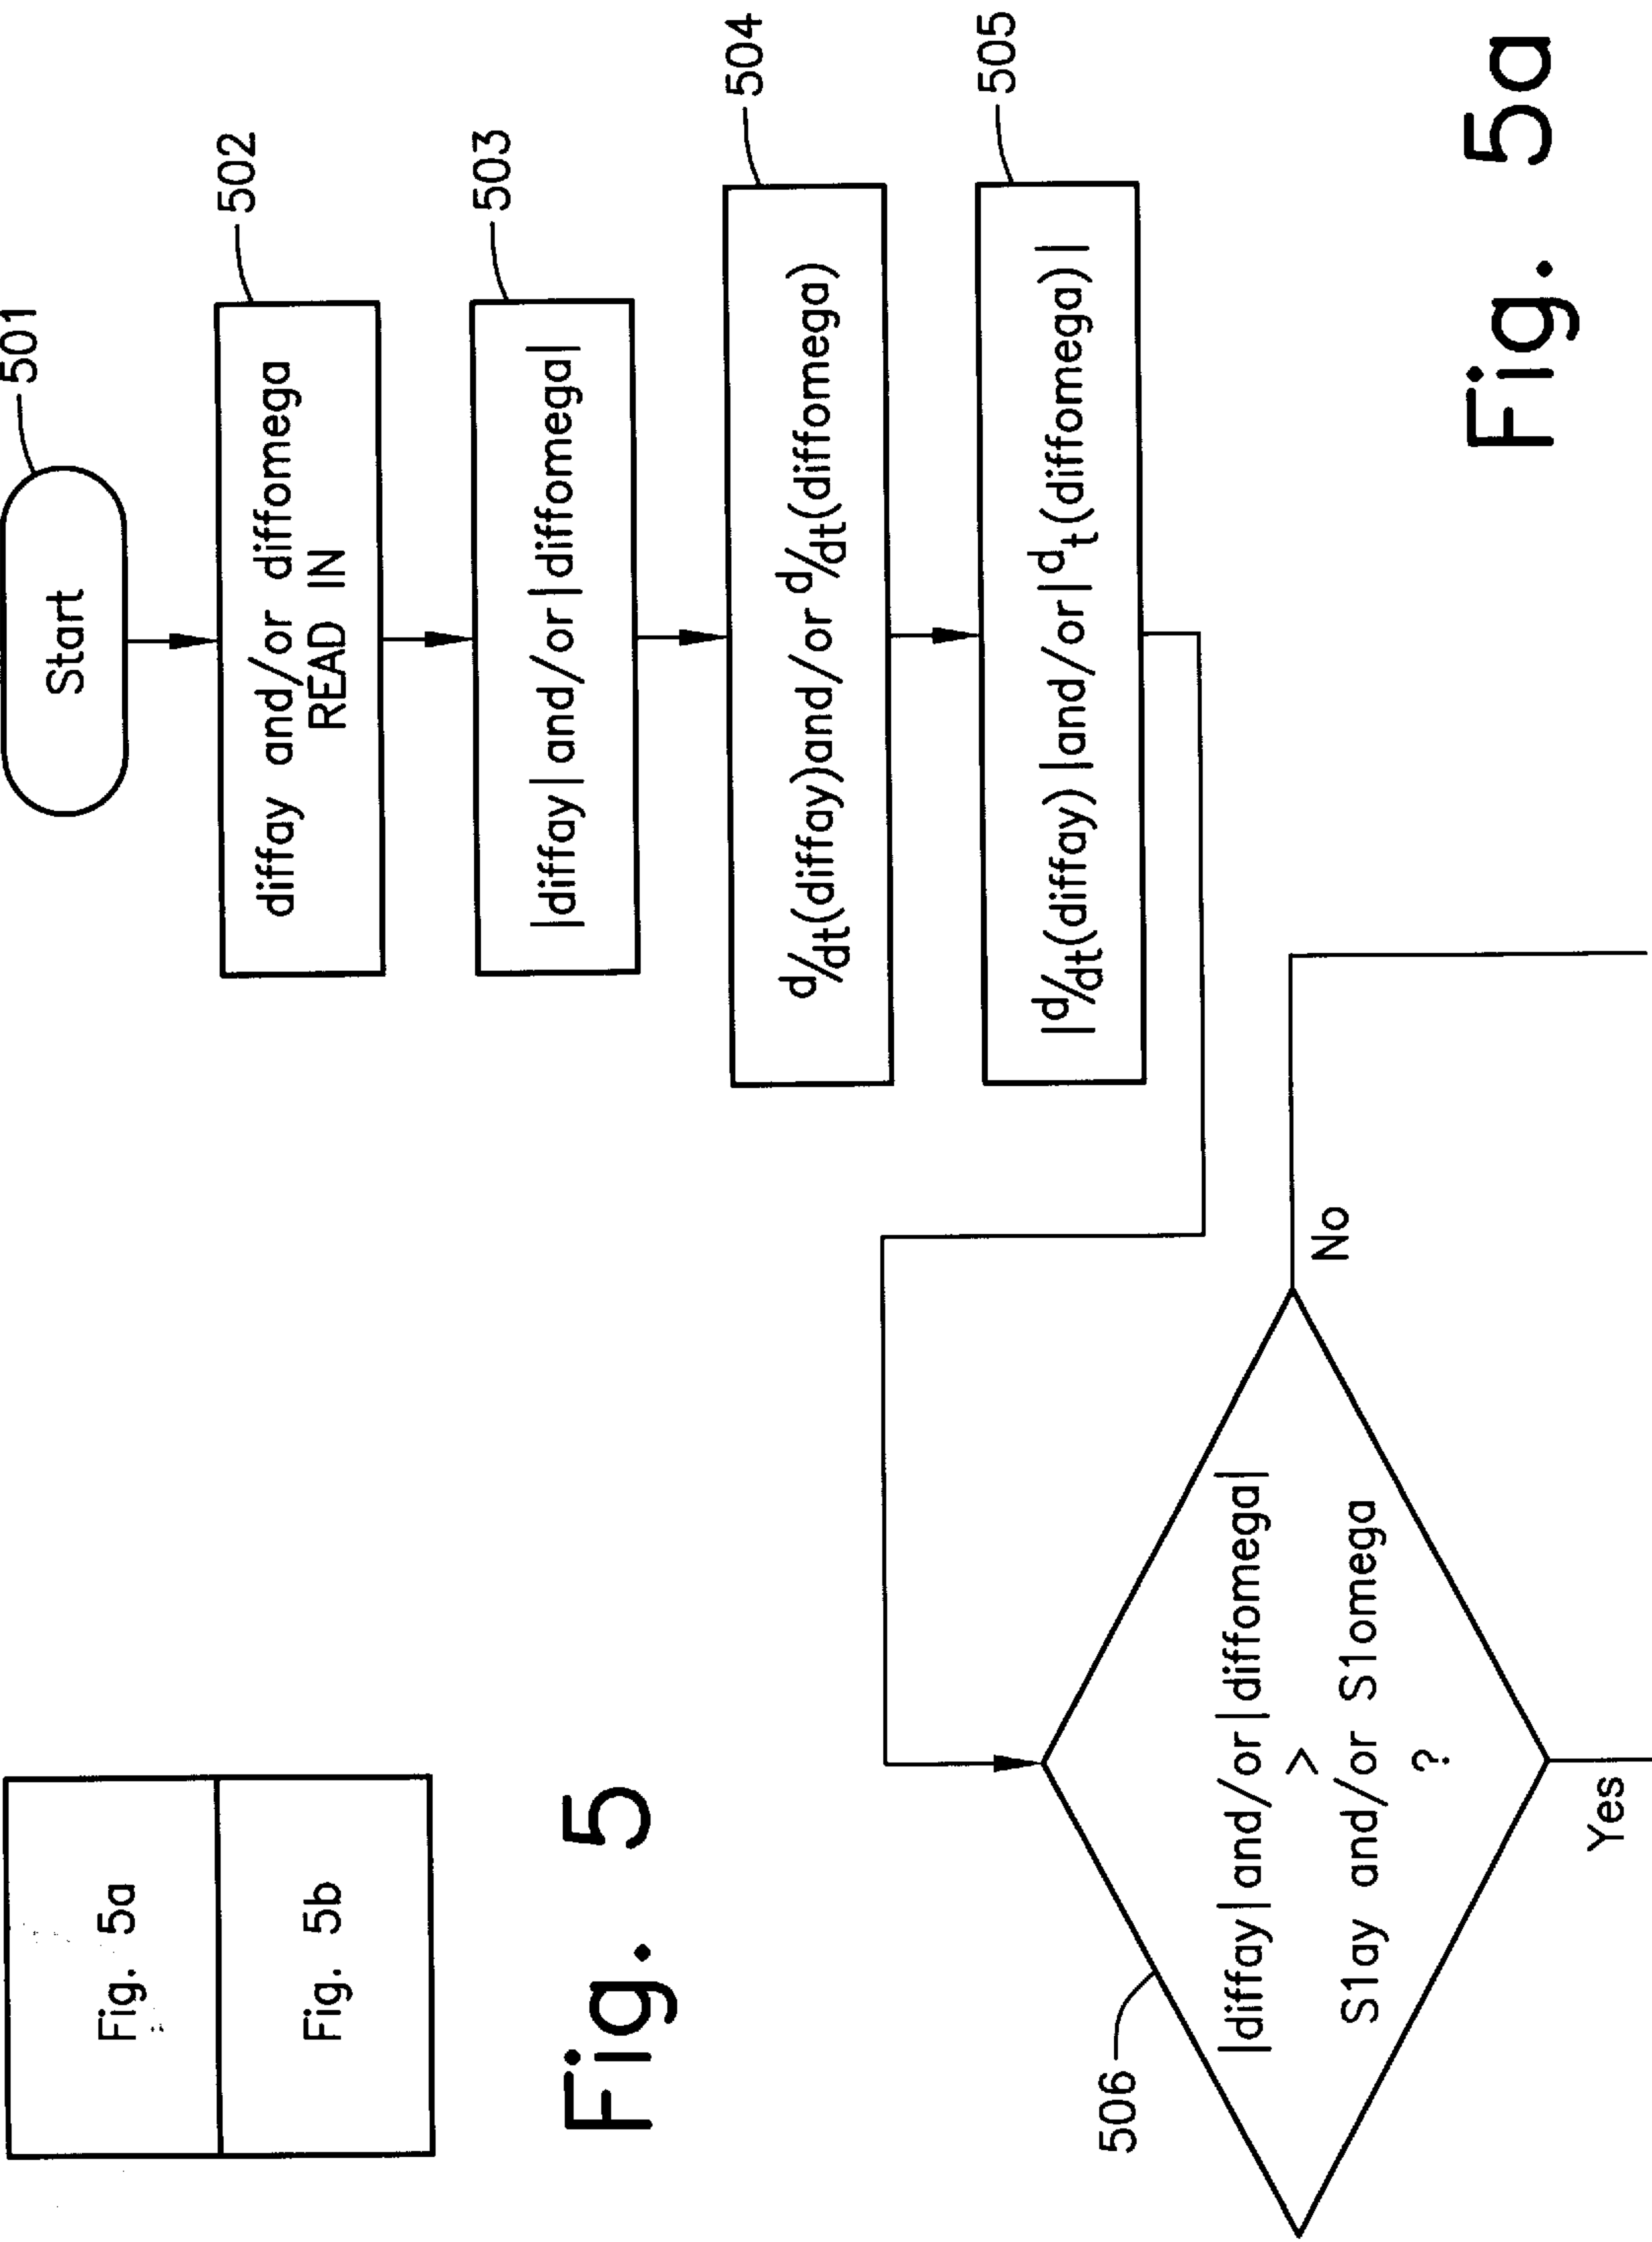 Fig. 5a
Fig. 5b
Fig. 5
501
Start
502
diffay and/or diffomega
READ IN
503
|diffay| and/or |diffomega|
504
d/dt(diffay)and/or d/dt(diffomega)
505
|d/dt(diffay) |and/or|d t(diffomega) |
506
|diffay| and/or |diffomega|
>
S1ay and/or S1omega
?
No
Yes
Fig. 5a